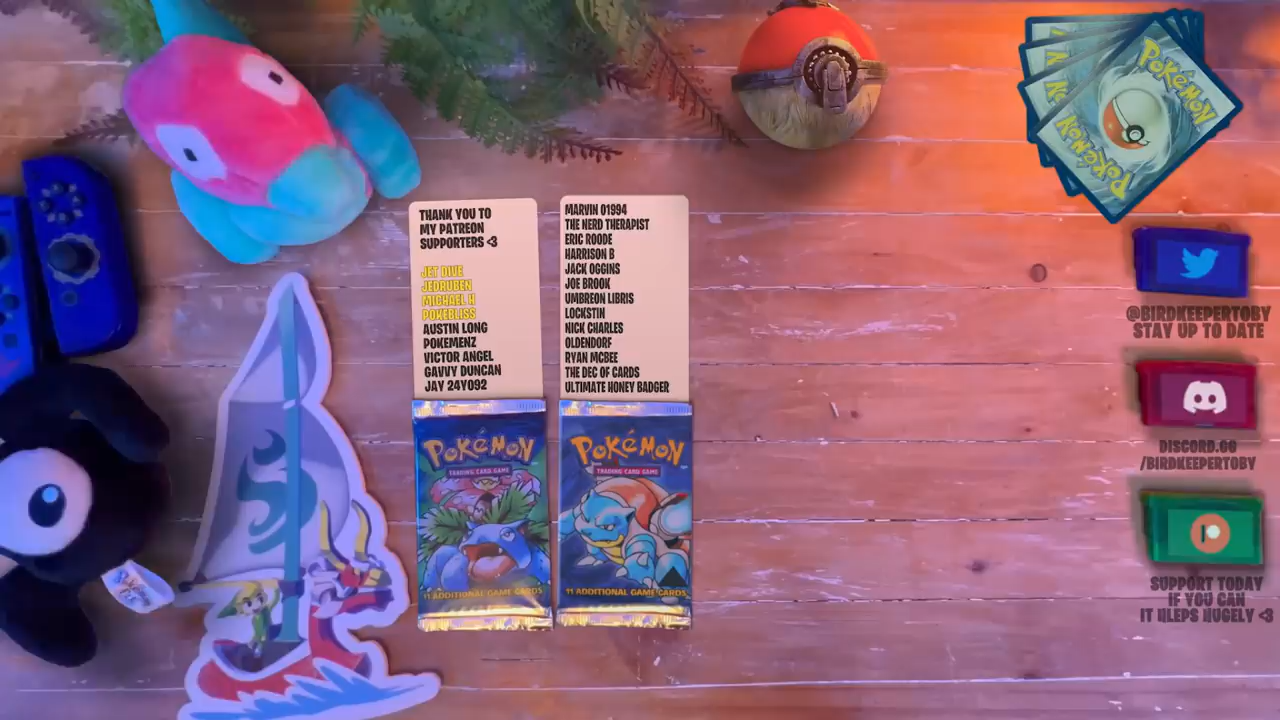 THANK YOU TO
MY PATREON
SUPPORTERS <3
JET DIVE
JEDRUBEN
MICHAEL H
POKEBLISS
AUSTIN LONG
POKEMENZ
VICTOR ANGEL
GAVVY DUNCAN
JAY 24Y092
MARVIN 01994
THE NERD THERAPIST
ERIC ROODE
HARRISON B
JACK OGGINS
JOE BROOK
UMBREON LIBRIS
LOCKSTIN
NICK CHARLES
OLDENDORF
RYAN MCBEE
THE DEC OF CARDS
ULTIMATE HONEY BADGER
POKéMON
TRADING CARD GAME
11 ADDITIONAL GAME CARDS
POKéMON
TRADING CARD GAME
11 ADDITIONAL GAME CARDS
POKéMON
POKéMON
@BIRDKEEPERTOBY
STAY UP TO DATE
DISCORD.GG
/BIRDKEEPERTOBY
SUPPORT TODAY
IF YOU CAN
IT HLEPS HUGELY <3